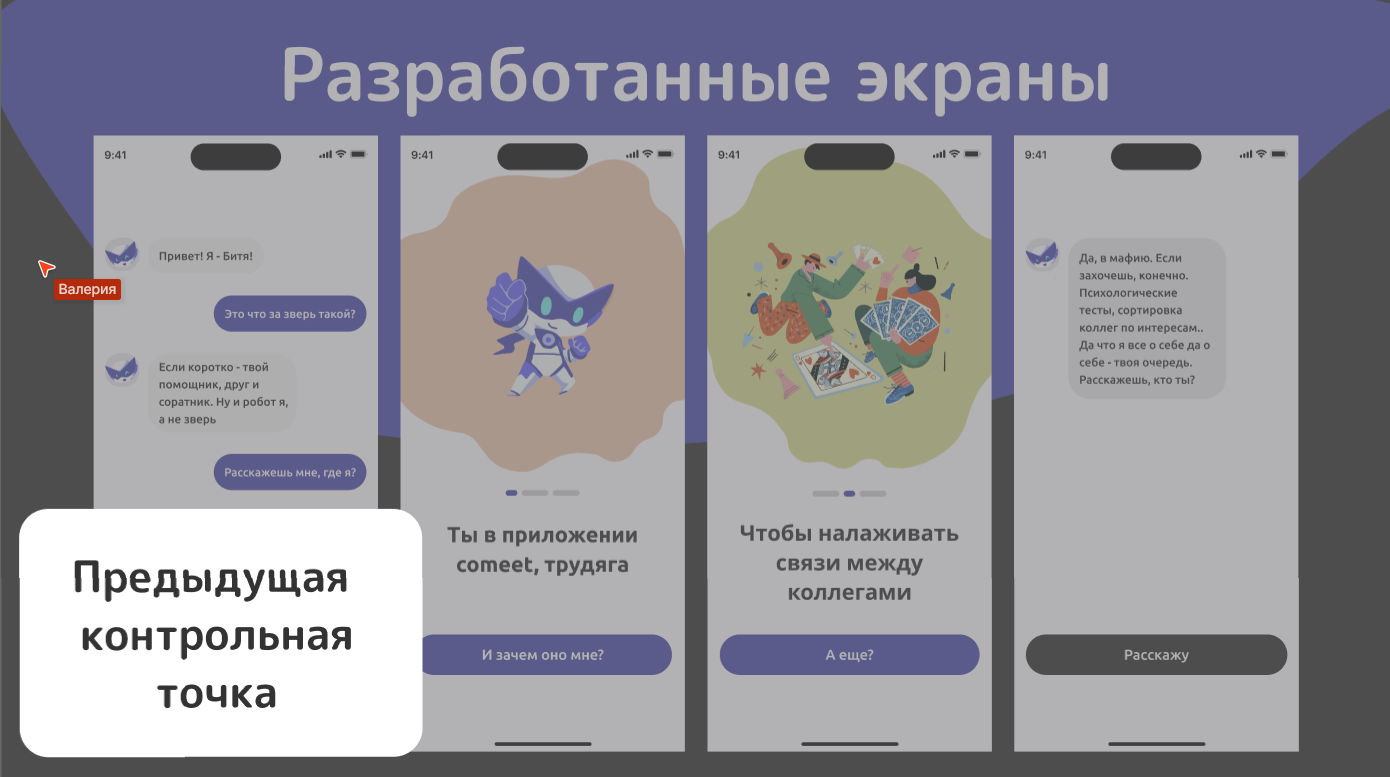 Разработанные экраны
9:41
Привет! Я - Битя!
Это что за зверь такой?
Если коротко - твой
помощник, друг и
соратник. Ну и робот я,
а не зверь
Расскажешь мне, где я?
9:41
Ты в приложении
comeet, трудяга
И зачем оно мне?
9:41
Чтобы налаживать
связи между
коллегами
А еще?
9:41
Да, в мафию. Если
захочешь, конечно.
Психологические
тесты, сортировка
коллег по интересам..
Да что я все о себе да о
себе - твоя очередь.
Расскажешь, кто ты?
Расскажу
Валерия
Предыдущая
контрольная
точка